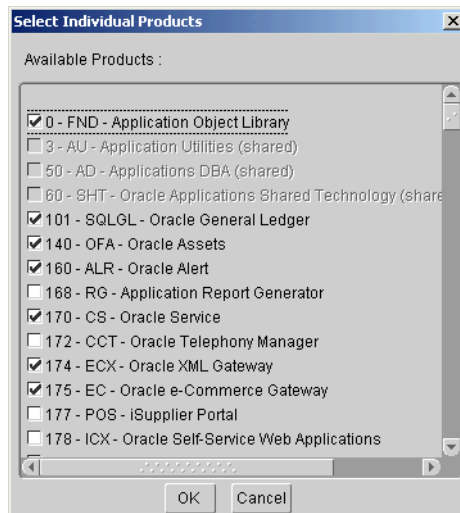 Select Individual Products
Available Products :
0 - FND - Application Object Library
3 - AU - Application Utilities (shared)
50 - AD - Applications DBA (shared)
60 - SHT - Oracle Applications Shared Technology (share
101 - SQLGL - Oracle General Ledger
140 - OFA - Oracle Assets
160 - ALR - Oracle Alert
168 - RG - Application Report Generator
170 - CS - Oracle Service
172 - CCT - Oracle Telephony Manager
174 - ECX - Oracle XML Gateway
175 - EC - Oracle e-Commerce Gateway
177 - POS - iSupplier Portal
178 - ICX - Oracle Self-Service Web Applications
OK Cancel